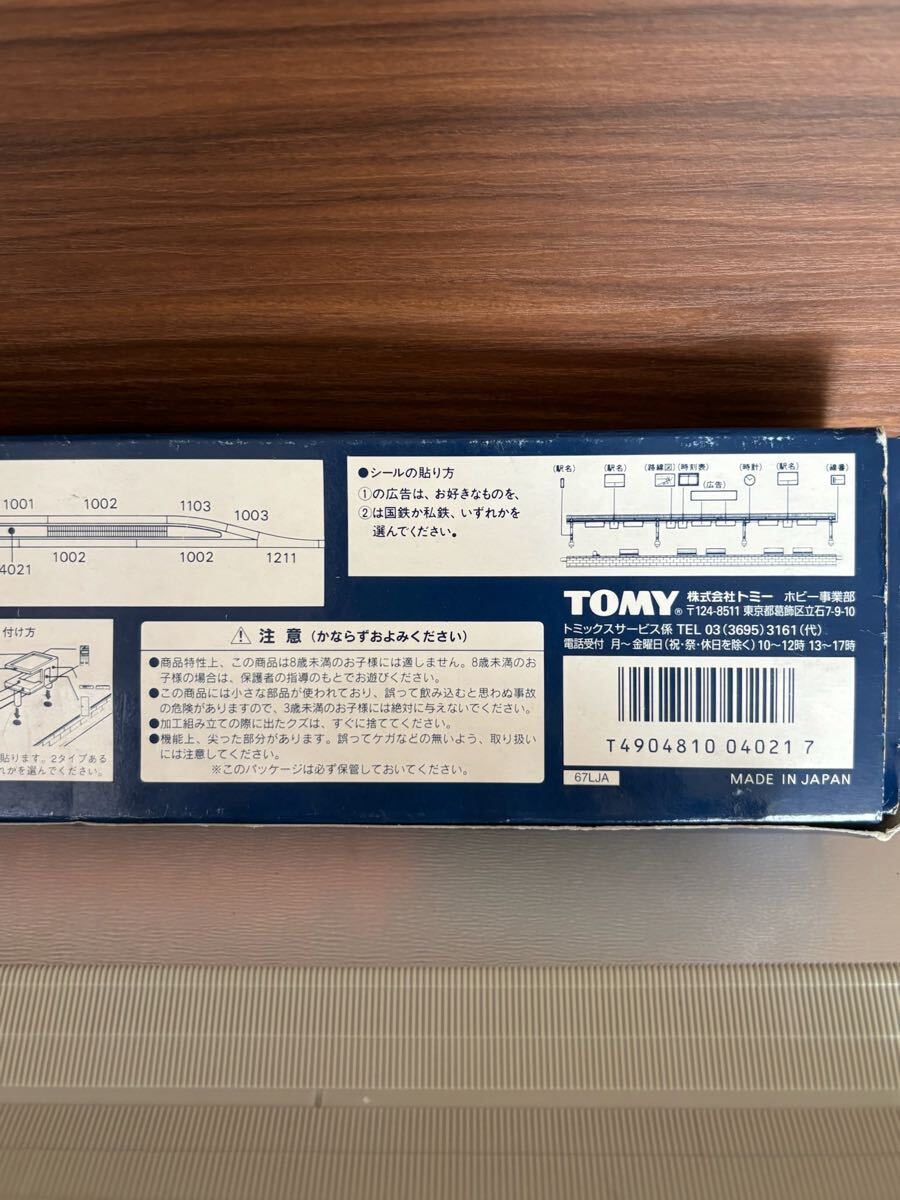 1001 1002 1103 1003
1002 1002 1211
4021
付け方
貼ります。2タイプある
れかを選んでください。
●シールの貼り方
①の広告は、お好きなものを、
②は国鉄か私鉄、いずれかを
選んでください。
(駅名) (駅名) (路線図) (時刻表) (時計) (駅名) (線番)
(広告)
⚠ 注 意 (かならずおよみください)
●商品特性上、この商品は8歳未満のお子様には適しません。8歳未満のお
子様の場合は、保護者の指導のもとでお遊びください。
●この商品には小さな部品が使われており、誤って飲み込むと思わぬ事故
の危険がありますので、3歳未満のお子様には絶対に与えないでください。
●加工組み立ての際に出たクズは、すぐに捨ててください。
●機能上、尖った部分があります。誤ってケガなどの無いよう、取り扱い
には注意してください。
※このパッケージは必ず保管しておいてください。
TOMY® 株式会社トミー ホビー事業部
〒124-8511 東京都葛飾区立石7-9-10
トミックスサービス係 TEL 03(3695)3161(代)
電話受付 月~金曜日(祝・祭・休日を除く)10~12時 13~17時
T4904810 04021 7
67LJA
MADE IN JAPAN